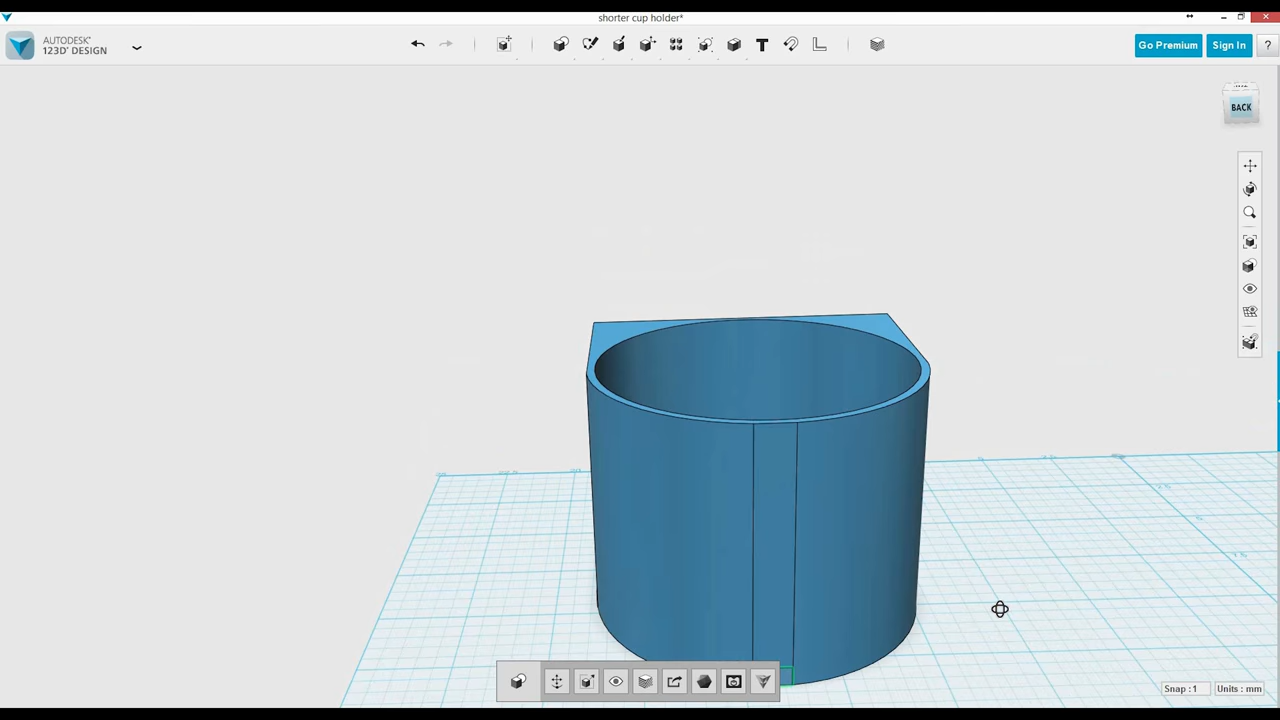 shorter cup holder*
AUTODESK®
123D® DESIGN
T
Go Premium
Sign In
?
BACK
Snap : 1
Units : mm